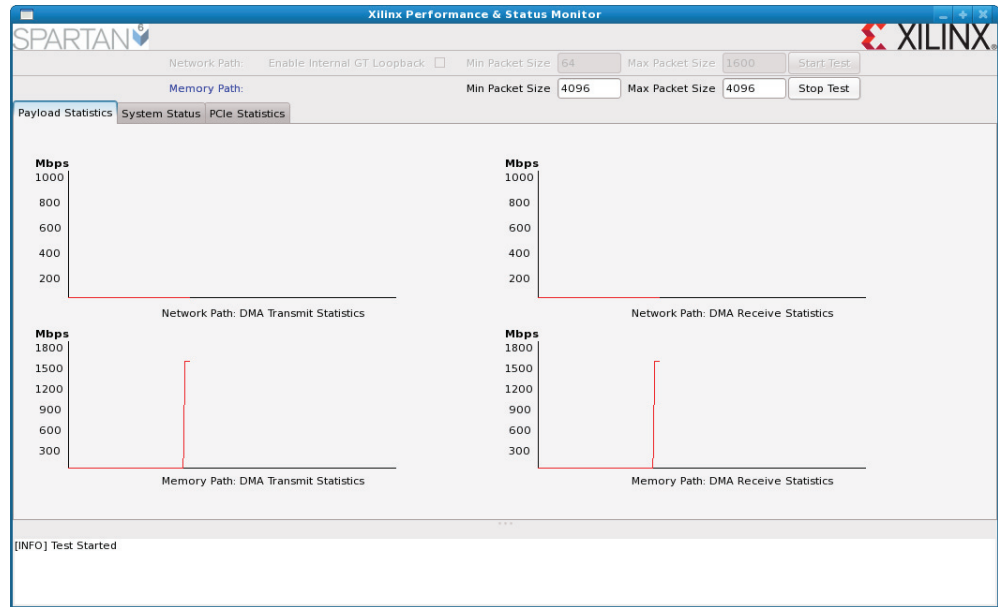 Xilinx Performance & Status Monitor
SPARTAN 6
XILINX®
Network Path: Enable Internal GT Loopback Min Packet Size 64 Max Packet Size 1600 Start Test
Memory Path: Min Packet Size 4096 Max Packet Size 4096 Stop Test
Payload Statistics System Status PCIe Statistics
Mbps
1000
800
600
400
200
Network Path: DMA Transmit Statistics
Mbps
1000
800
600
400
200
Network Path: DMA Receive Statistics
Mbps
1800
1500
1200
900
600
300
Memory Path: DMA Transmit Statistics
Mbps
1800
1500
1200
900
600
300
Memory Path: DMA Receive Statistics
[INFO] Test Started